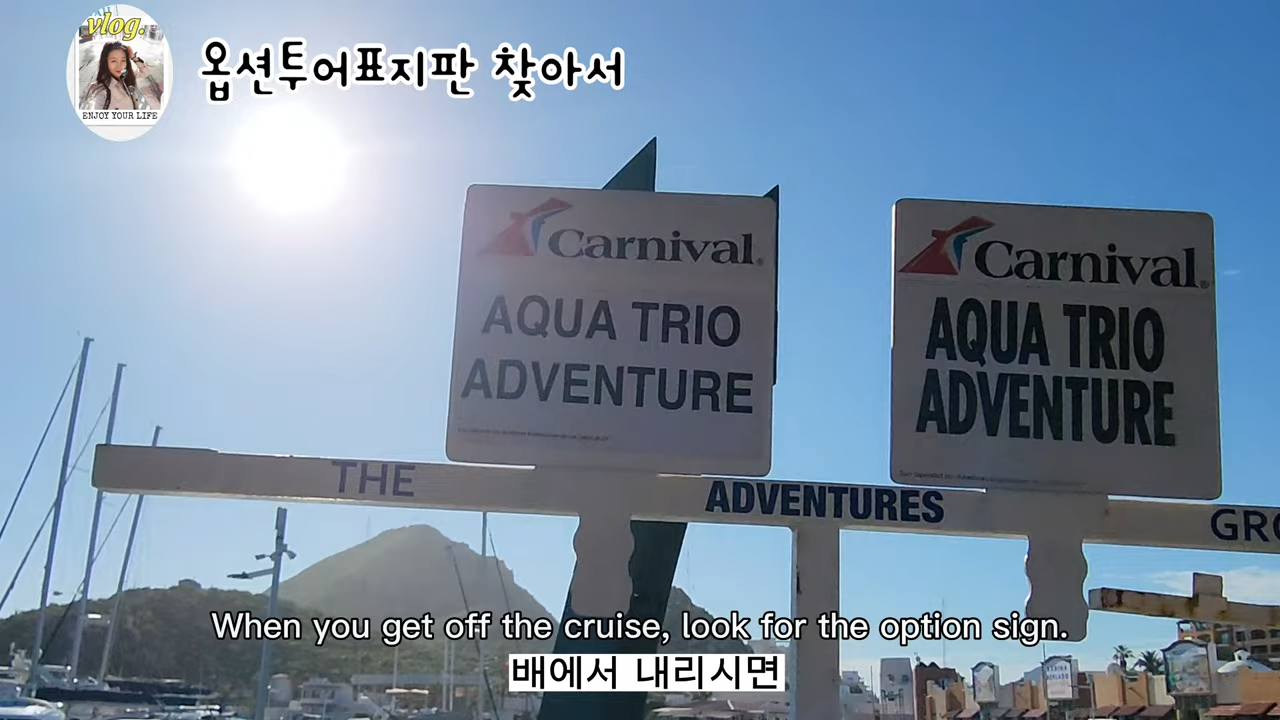 vlog.
ENJOY YOUR LIFE
옵션투어표지판 찾아서
Carnival
AQUA TRIO
ADVENTURE
Carnival
AQUA TRIO
ADVENTURE
THE
ADVENTURES
GRO
When you get off the cruise, look for the option sign.
배에서 내리시면